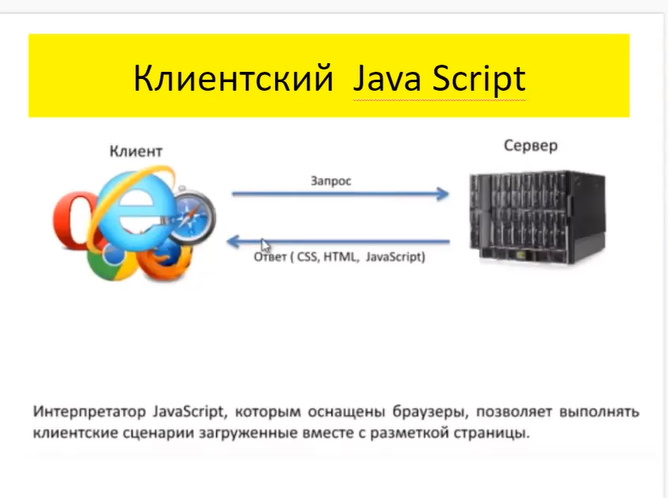 Клиентский Java Script
Клиент
Сервер
Запрос
Ответ ( CSS, HTML, JavaScript)
Интерпретатор JavaScript, которым оснащены браузеры, позволяет выполнять
клиентские сценарии загруженные вместе с разметкой страницы.